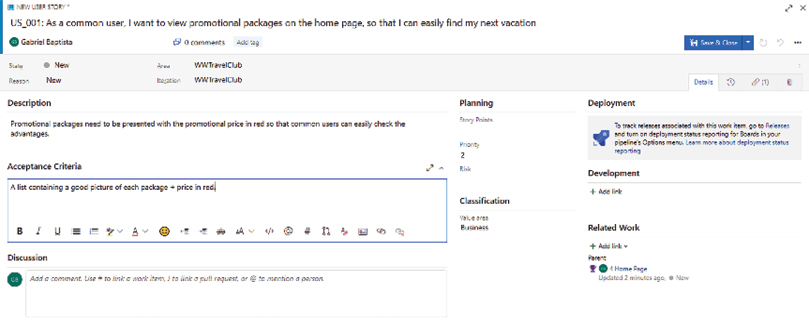 NEW USER STORY *
US_001: As a common user, I want to view promotional packages on the home page, so that I can easily find my next vacation
GB Gabriel Baptista
0 comments
Add tag
Save & Close
State
New
Area
WWTravelClub
Reason
New
Iteration
WWTravelClub
Details
(1)
Description
Promotional packages need to be presented with the promotional price in red so that common users can easily check the
advantages.
Acceptance Criteria
A list containing a good picture of each package + price in red.
B I U
A
AA
Discussion
GB
Add a comment. Use # to link a work item, ! to link a pull request, or @ to mention a person.
Planning
Story Points
Priority
2
Risk
Classification
Value area
Business
Deployment
To track releases associated with this work item, go to Releases
and turn on deployment status reporting for Boards in your
pipeline's Options menu. Learn more about deployment status
reporting
Development
+ Add link
Related Work
+ Add link
Parent
4 Home Page
Updated 2 minutes ago, New